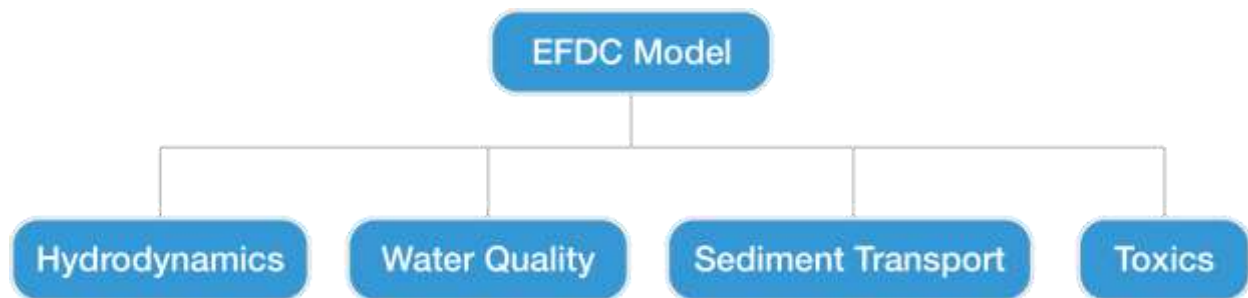 EFDC Model
Hydrodynamics
Water Quality
Sediment Transport
Toxics